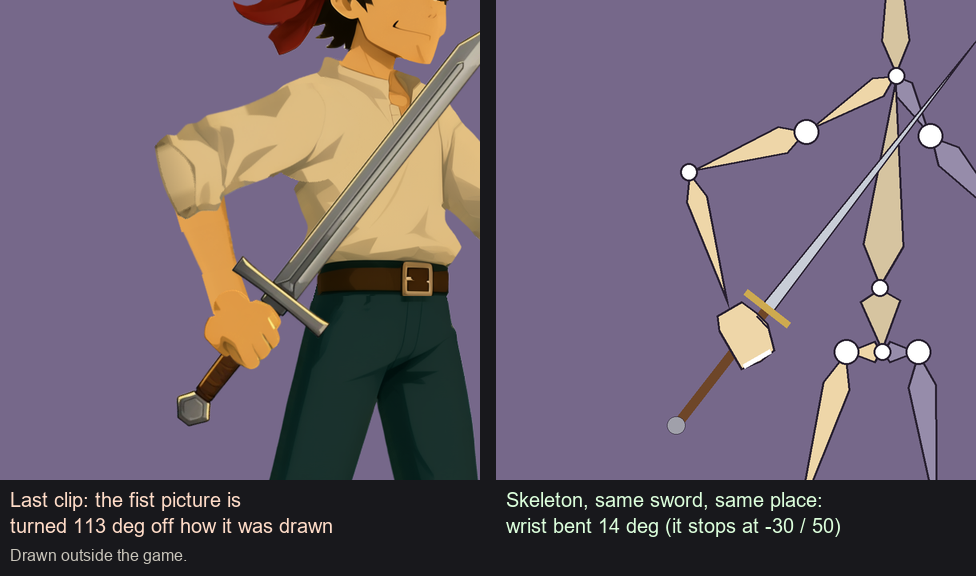 Last clip: the fist picture is
turned 113 deg off how it was drawn
Drawn outside the game.
Skeleton, same sword, same place:
wrist bent 14 deg (it stops at -30 / 50)